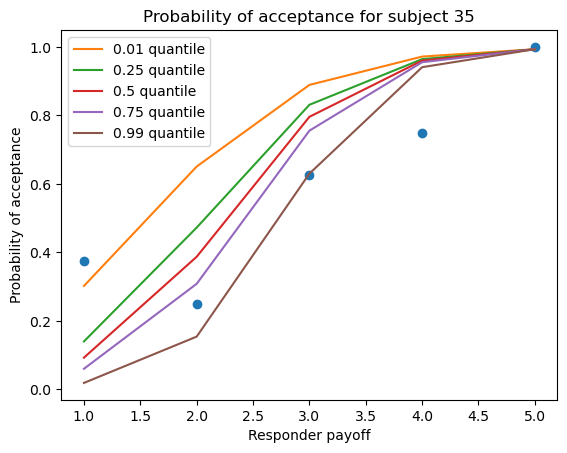 Probability of acceptance for subject 35
0.01 quantile
0.25 quantile
0.5 quantile
0.75 quantile
0.99 quantile
Probability of acceptance
1.0
0.8
0.6
0.4
0.2
0.0
1.0 1.5 2.0 2.5 3.0 3.5 4.0 4.5 5.0
Responder payoff